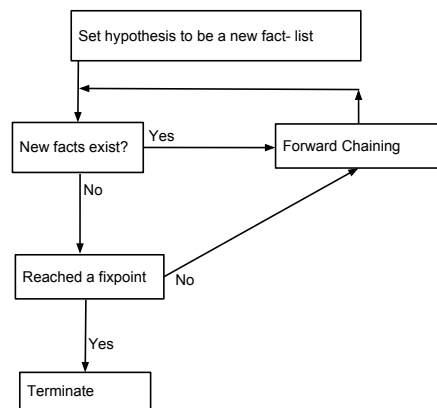 Set hypothesis to be a new fact- list
New facts exist?
Yes
Forward Chaining
No
Reached a fixpoint
No
Yes
Terminate